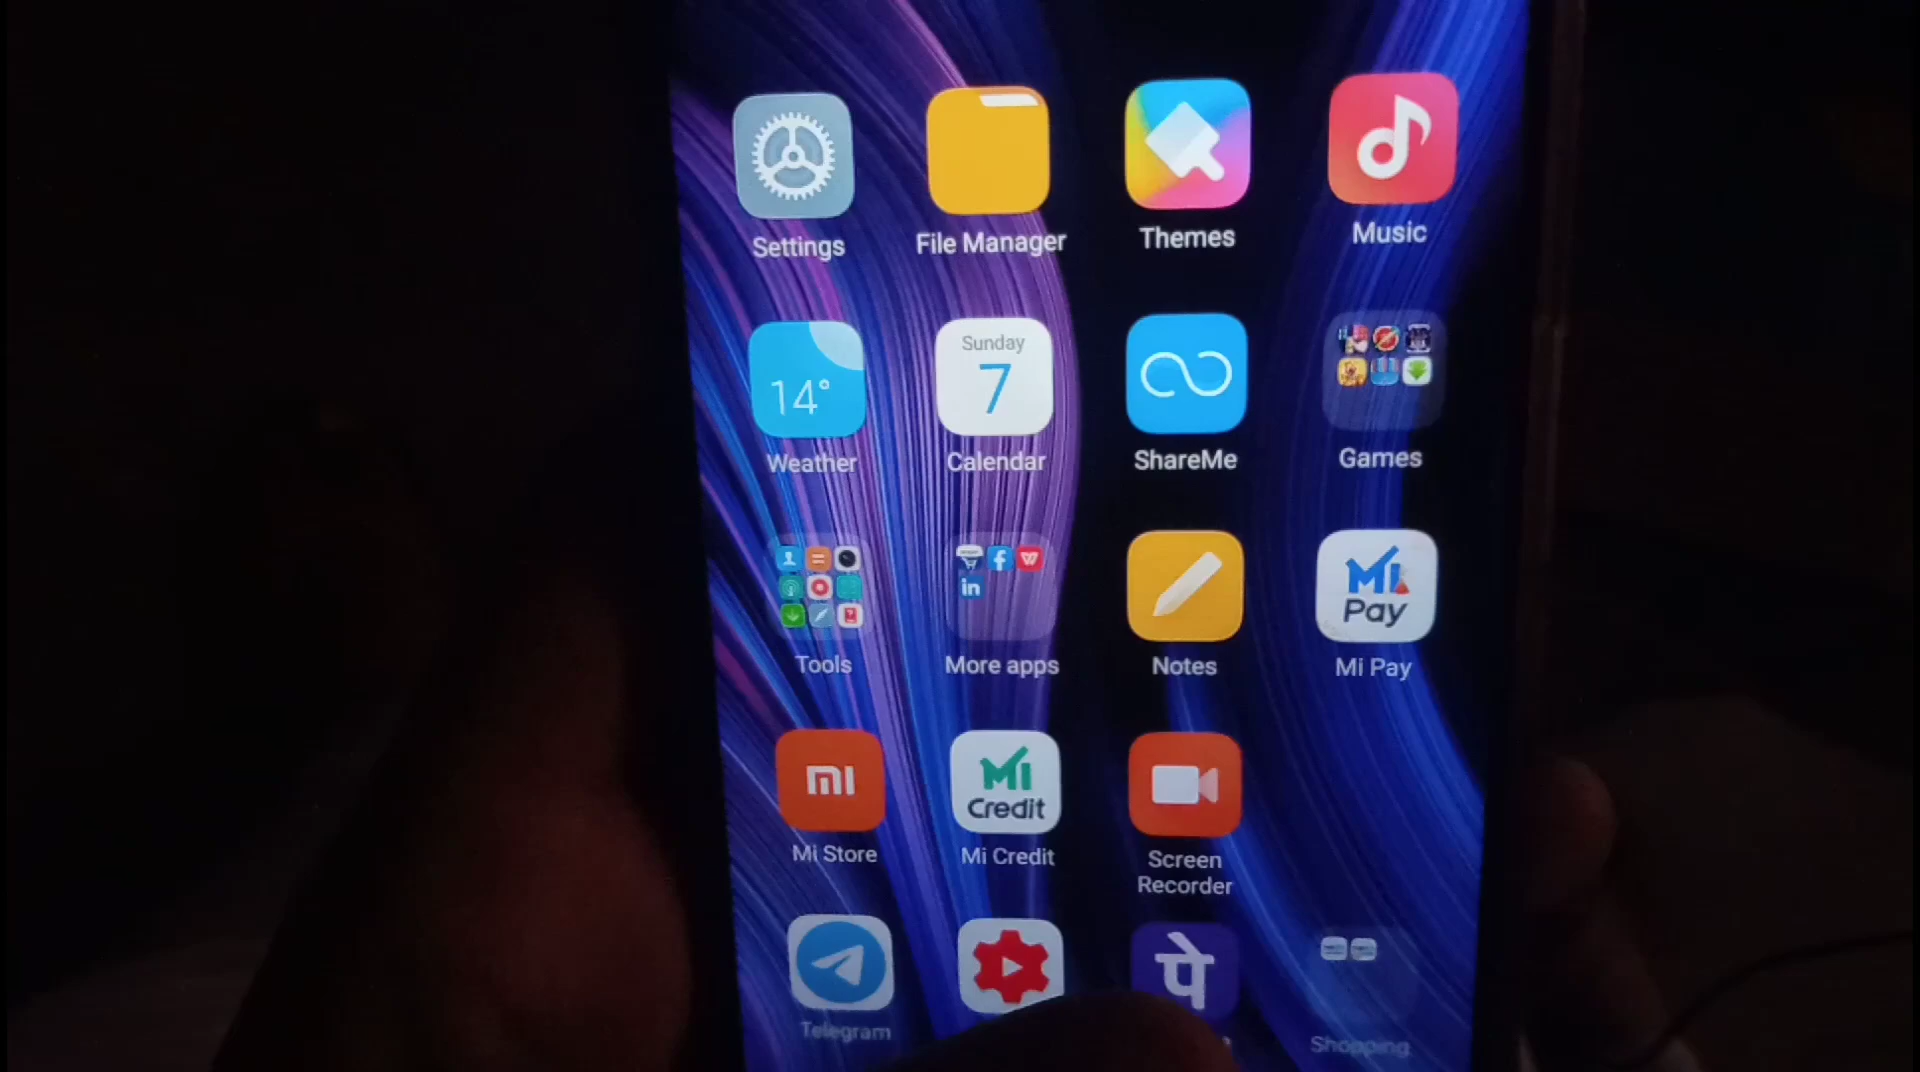 Settings
File Manager
Themes
Music
14°
Sunday
7
Weather
Calendar
ShareMe
Games
in
Mi
Pay
Tools
More apps
Notes
Mi Pay
mi
Mi
Credit
Mi Store
Mi Credit
Screen
Recorder
पे
Telegram
Shopping